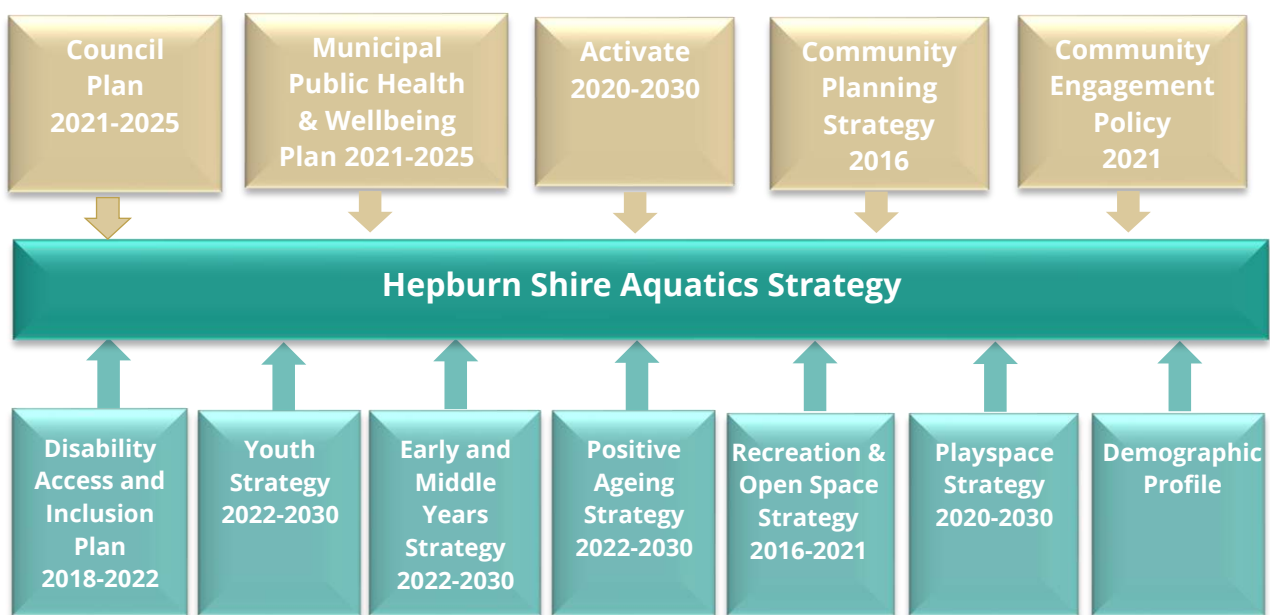 Council
Plan
2021-2025
Municipal
Public Health
& Wellbeing
Plan 2021-2025
Activate
2020-2030
Community
Planning
Strategy
2016
Community
Engagement
Policy
2021
Hepburn Shire Aquatics Strategy
Disability
Access and
Inclusion
Plan
2018-2022
Youth
Strategy
2022-2030
Early and
Middle
Years
Strategy
2022-2030
Positive
Ageing
Strategy
2022-2030
Recreation &
Open Space
Strategy
2016-2021
Playspace
Strategy
2020-2030
Demographic
Profile